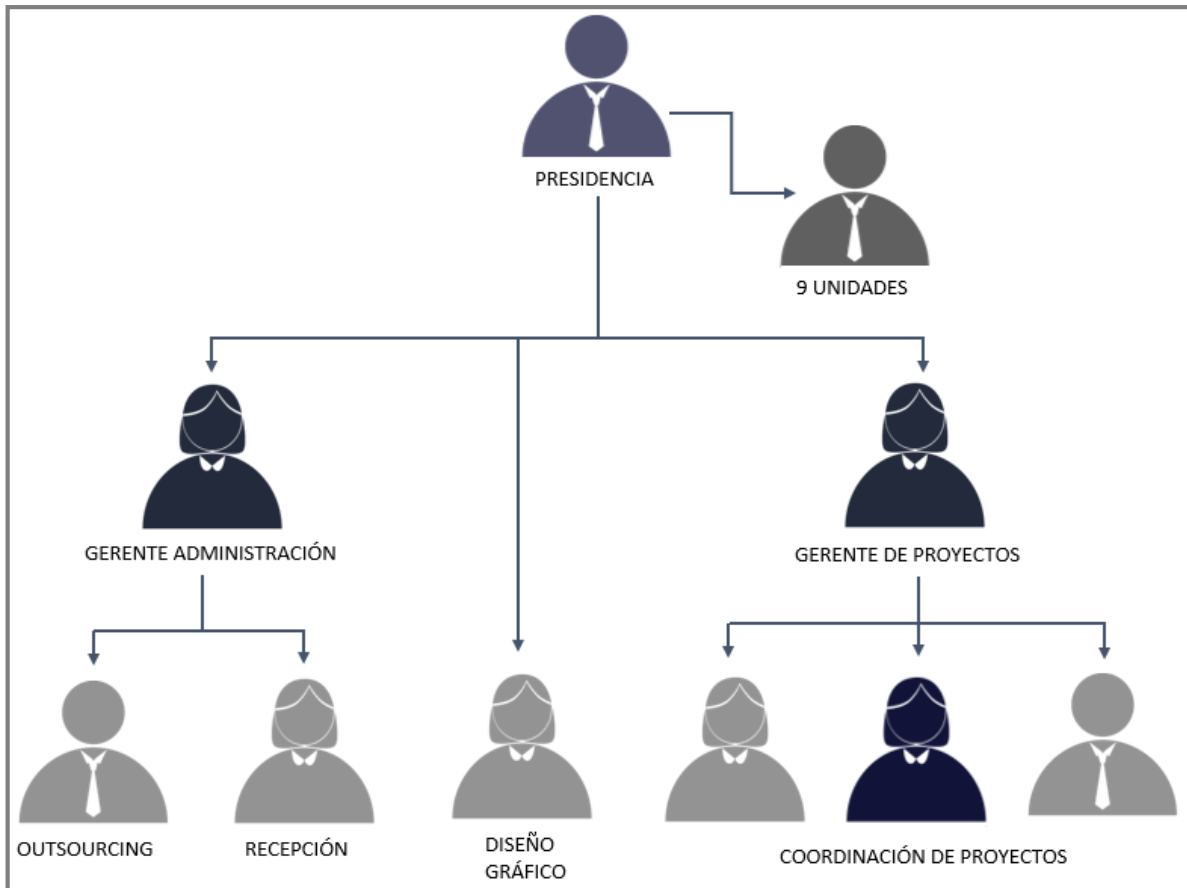 PRESIDENCIA
9 UNIDADES
GERENTE ADMINISTRACIÓN
GERENTE DE PROYECTOS
OUTSOURCING
RECEPCIÓN
DISEÑO
GRÁFICO
COORDINACIÓN DE PROYECTOS